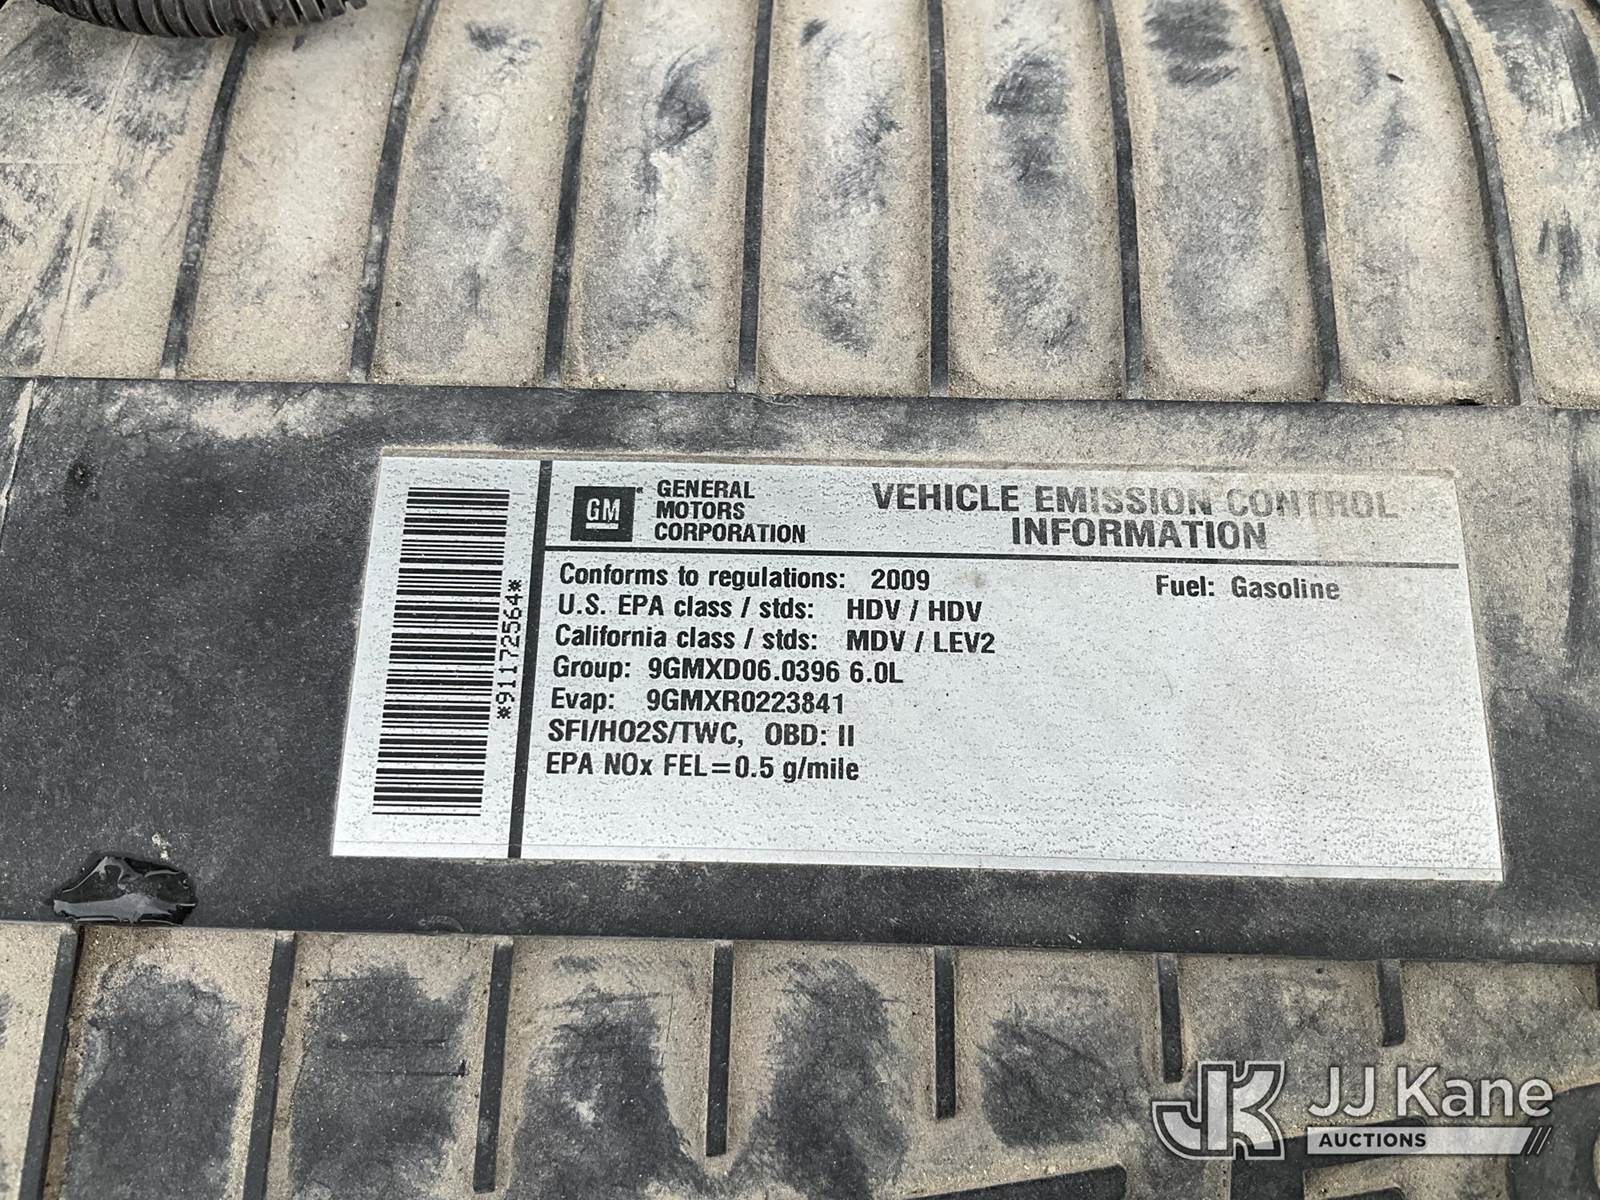 GM
GENERAL
MOTORS
CORPORATION
VEHICLE EMISSION CONTROL
INFORMATION
Conforms to regulations: 2009
Fuel: Gasoline
U.S. EPA class / stds: HDV / HDV
California class / stds: MDV / LEV2
Group: 9GMXD06.0396 6.0L
Evap: 9GMXR0223841
SFI/HO2S/TWC, OBD: II
EPA NOx FEL=0.5 g/mile
*91172564*
JK JJ Kane
AUCTIONS